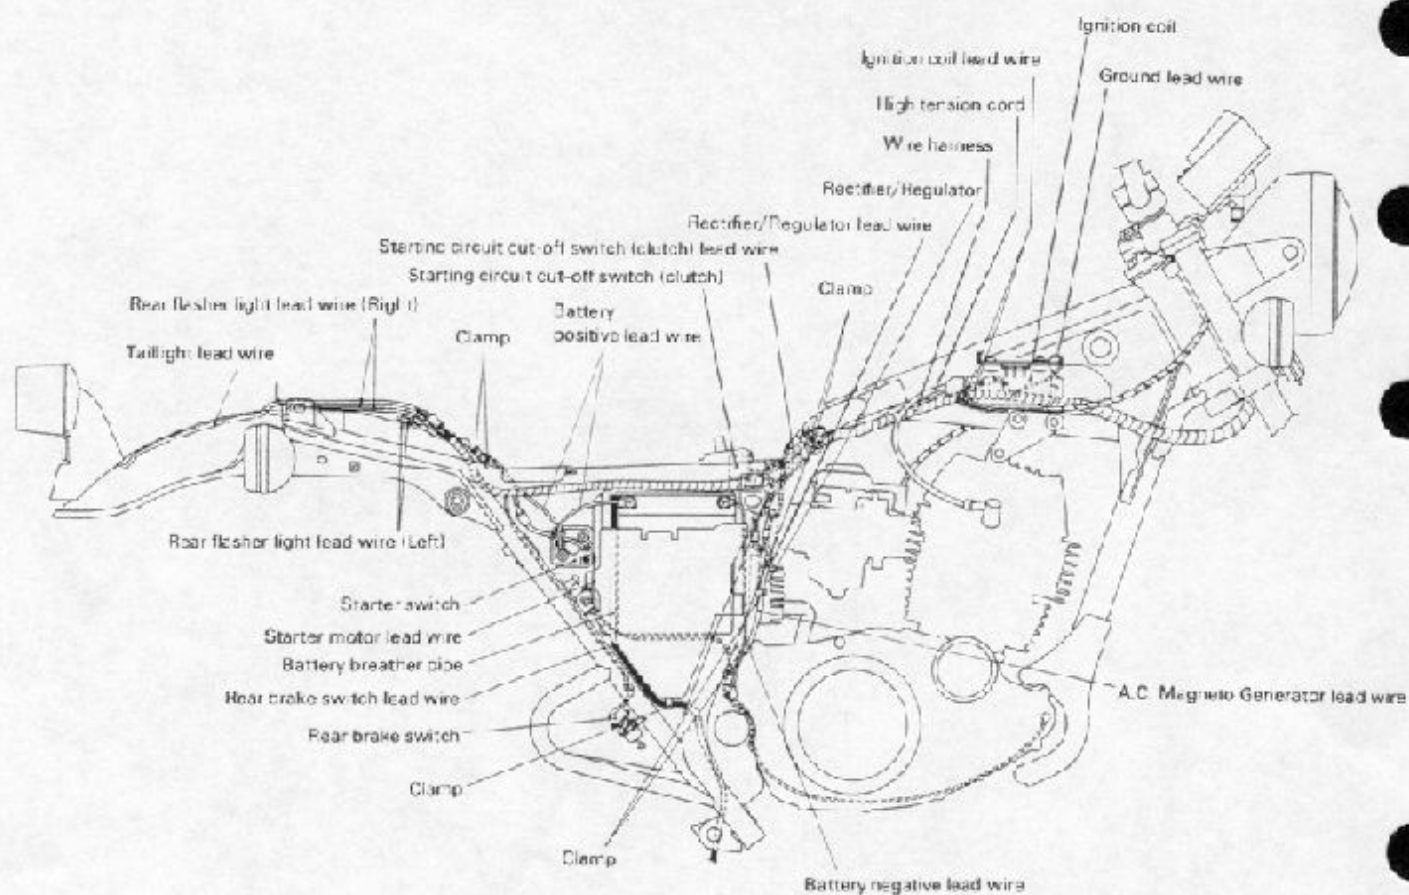 Ignition coil
Ignition coil lead wire
Ground lead wire
High tension cord
Wire harness
Rectifier/Regulator
Rectifier/Regulator lead wire
Starting circuit cut-off switch (clutch) lead wire
Starting circuit cut-off switch (clutch)
Clamp
Rear flasher light lead wire (Right)
Battery
positive lead wire
Clamp
Taillight lead wire
Rear flasher light lead wire (Left)
Starter switch
Starter motor lead wire
Battery breather pipe
Rear brake switch lead wire
A.C. Magneto Generator lead wire
Rear brake switch
Clamp
Clamp
Battery negative lead wire